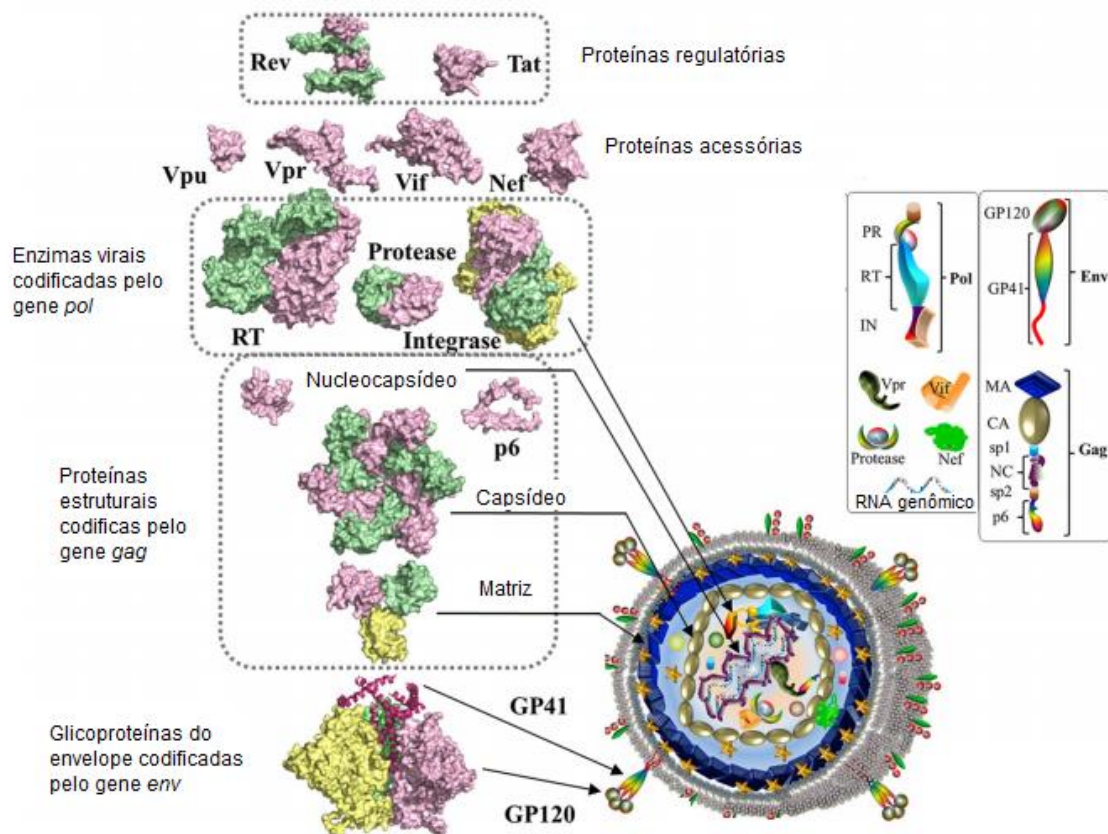 Rev
Tat
Proteínas regulatórias
Vpu
Vpr
Vif
Nef
Proteínas acessórias
Enzimas virais
codificadas pelo
gene pol
RT
Protease
Integrase
Nucleocapsídeo
p6
Proteínas
estruturais
codificas pelo
gene gag
Capsídeo
Matriz
Glicoproteínas do
envelope codificadas
pelo gene env
GP41
GP120
PR
RT
IN
Pol
Vpr
Vif
Protease
Nef
RNA genômico
GP120
GP41
Env
MA
CA
sp1
NC
sp2
p6
Gag